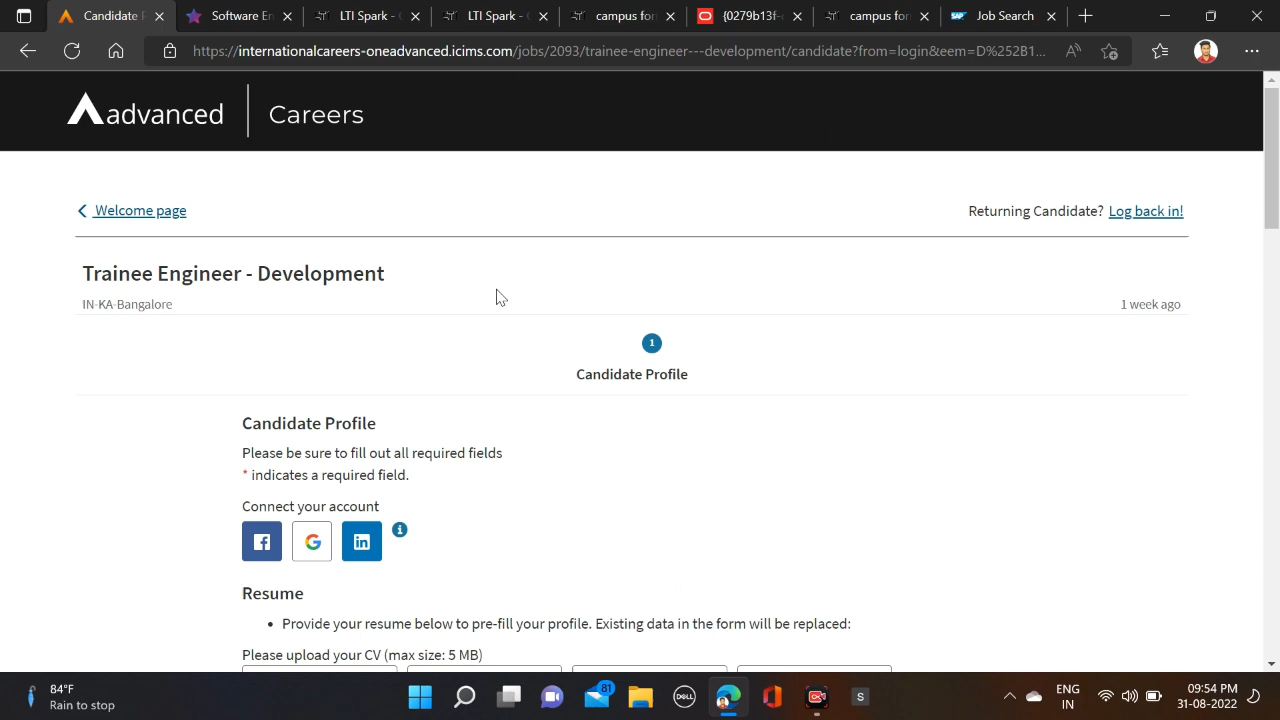 Candidate P
Software En
LTI Spark - C
LTI Spark - C
campus for
{0279b73f-
campus for
SAP
Job Search
https://internationalcareers-oneadvanced.icims.com/jobs/2093/trainee-engineer---development/candidate?from=login&eem=D%252B1...
advanced
Careers
Welcome page
Returning Candidate? Log back in!
Trainee Engineer - Development
IN-KA-Bangalore
1 week ago
1
Candidate Profile
Candidate Profile
Please be sure to fill out all required fields
* indicates a required field.
Connect your account
Resume
• Provide your resume below to pre-fill your profile. Existing data in the form will be replaced:
Please upload your CV (max size: 5 MB)
84°F
Rain to stop
81
DELL
S
ENG
IN
09:54 PM
31-08-2022